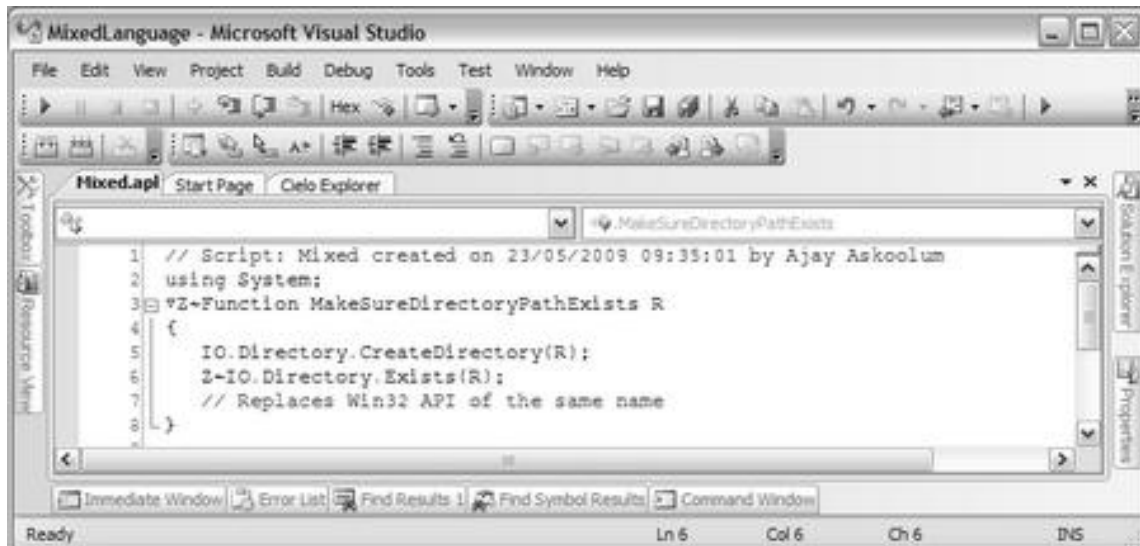 MixedLanguage - Microsoft Visual Studio
File Edit View Project Build Debug Tools Test Window Help
Hex
Mixed.apl Start Page Cielo Explorer
.MakeSureDirectoryPathExists
1 // Script: Mixed created on 23/05/2009 09:35:01 by Ajay Askoolum
2 using System;
3 ∇Z←Function MakeSureDirectoryPathExists R
4 {
5 IO.Directory.CreateDirectory(R);
6 Z←IO.Directory.Exists(R);
7 // Replaces Win32 API of the same name
8 }
Toolbox
Resource View
Solution Explorer
Properties
Immediate Window Error List Find Results 1 Find Symbol Results Command Window
Ready Ln 6 Col 6 Ch 6 INS